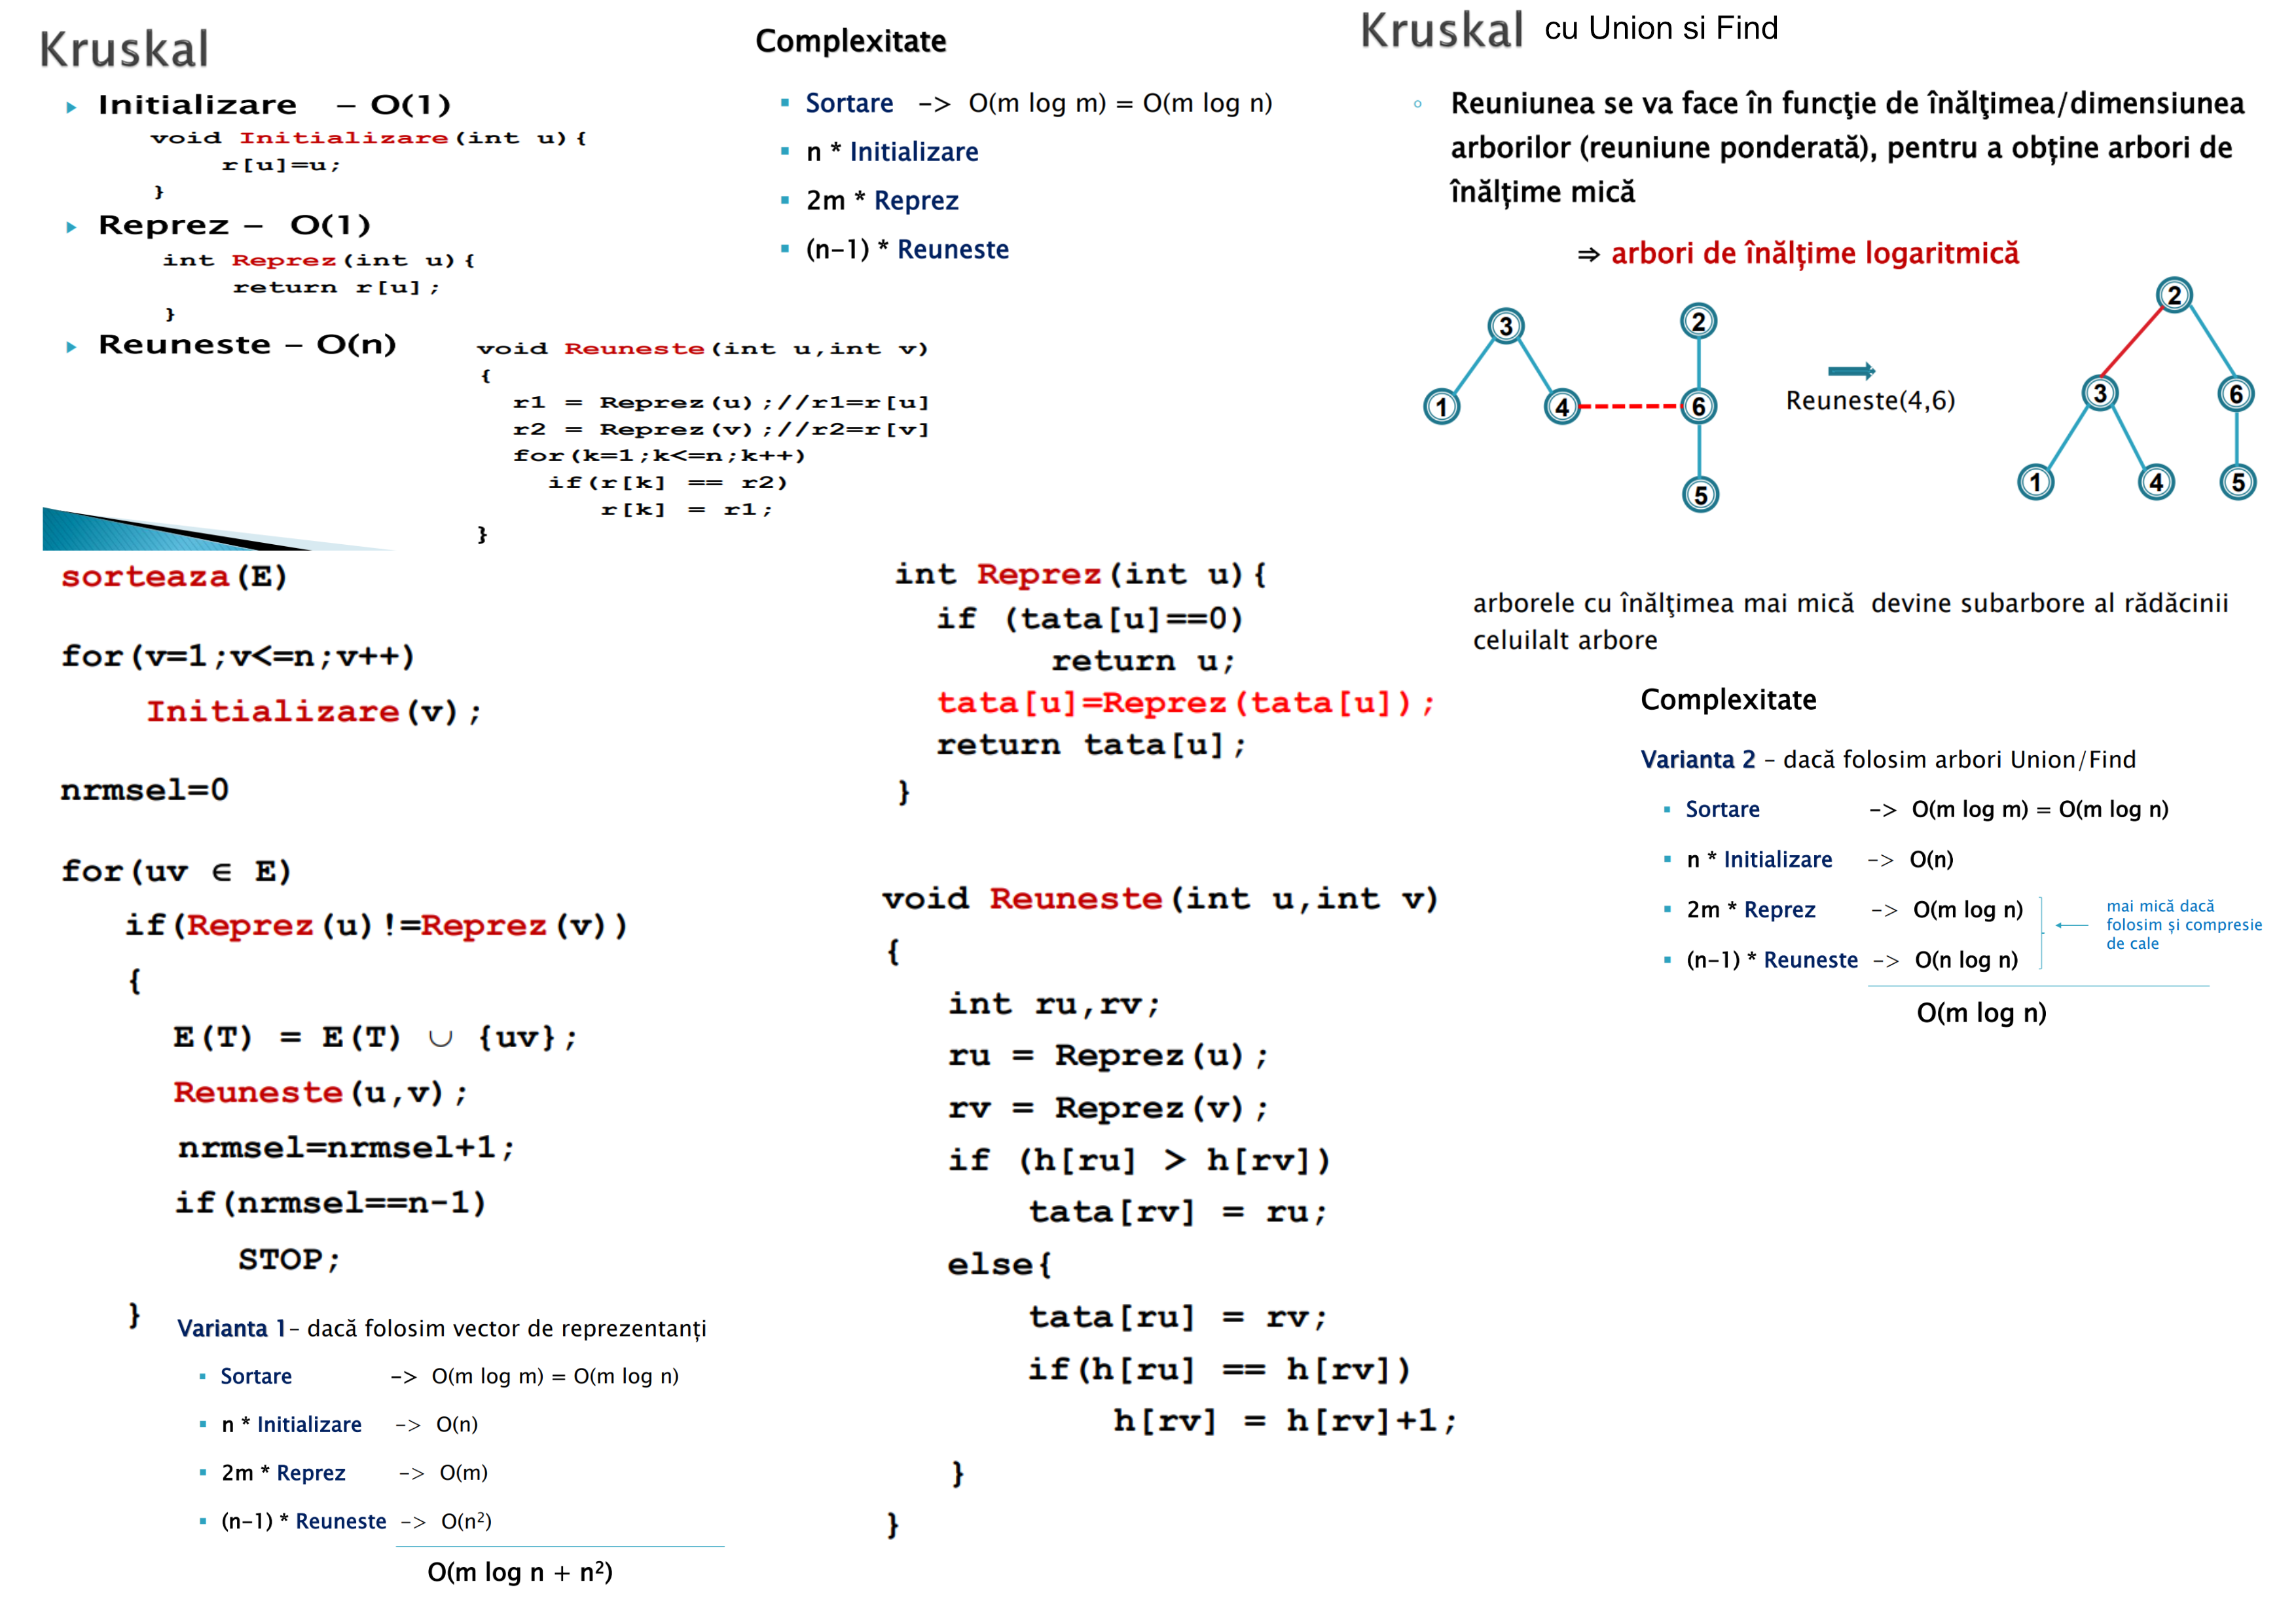 Kruskal
Initializare – O(1)
void Initializare(int u){
r[u]=u;
}
Reprez – O(1)
int Reprez(int u){
return r[u];
}
Reuneste – O(n)
void Reuneste(int u,int v)
{
r1 = Reprez(u);//r1=r[u]
r2 = Reprez(v);//r2=r[v]
for(k=1;k<=n;k++)
if(r[k] == r2)
r[k] = r1;
}
Complexitate
Sortare –> O(m log m) = O(m log n)
n * Initializare
2m * Reprez
(n-1) * Reuneste
Kruskal cu Union si Find
Reuniunea se va face în funcţie de înălţimea/dimensiunea
arborilor (reuniune ponderată), pentru a obține arbori de
înălțime mică
⇒ arbori de înălțime logaritmică
3
1
4
2
6
5
Reuneste(4,6)
2
3
6
1
4
5
sorteaza(E)
for(v=1;v<=n;v++)
Initializare(v);
nrmsel=0
for(uv ∈ E)
if(Reprez(u)!=Reprez(v))
{
E(T) = E(T) ∪ {uv};
Reuneste(u,v);
nrmsel=nrmsel+1;
if(nrmsel==n-1)
STOP;
}
Varianta 1– dacă folosim vector de reprezentanți
Sortare –> O(m log m) = O(m log n)
n * Initializare –> O(n)
2m * Reprez –> O(m)
(n-1) * Reuneste –> O(n²)
O(m log n + n²)
int Reprez(int u){
if (tata[u]==0)
return u;
tata[u]=Reprez(tata[u]);
return tata[u];
}
void Reuneste(int u,int v)
{
int ru,rv;
ru = Reprez(u);
rv = Reprez(v);
if (h[ru] > h[rv])
tata[rv] = ru;
else{
tata[ru] = rv;
if(h[ru] == h[rv])
h[rv] = h[rv]+1;
}
}
arborele cu înălţimea mai mică devine subarbore al rădăcinii
celuilalt arbore
Complexitate
Varianta 2 – dacă folosim arbori Union/Find
Sortare –> O(m log m) = O(m log n)
n * Initializare –> O(n)
2m * Reprez –> O(m log n)
(n-1) * Reuneste –> O(n log n)
mai mică dacă
folosim și compresie
de cale
O(m log n)